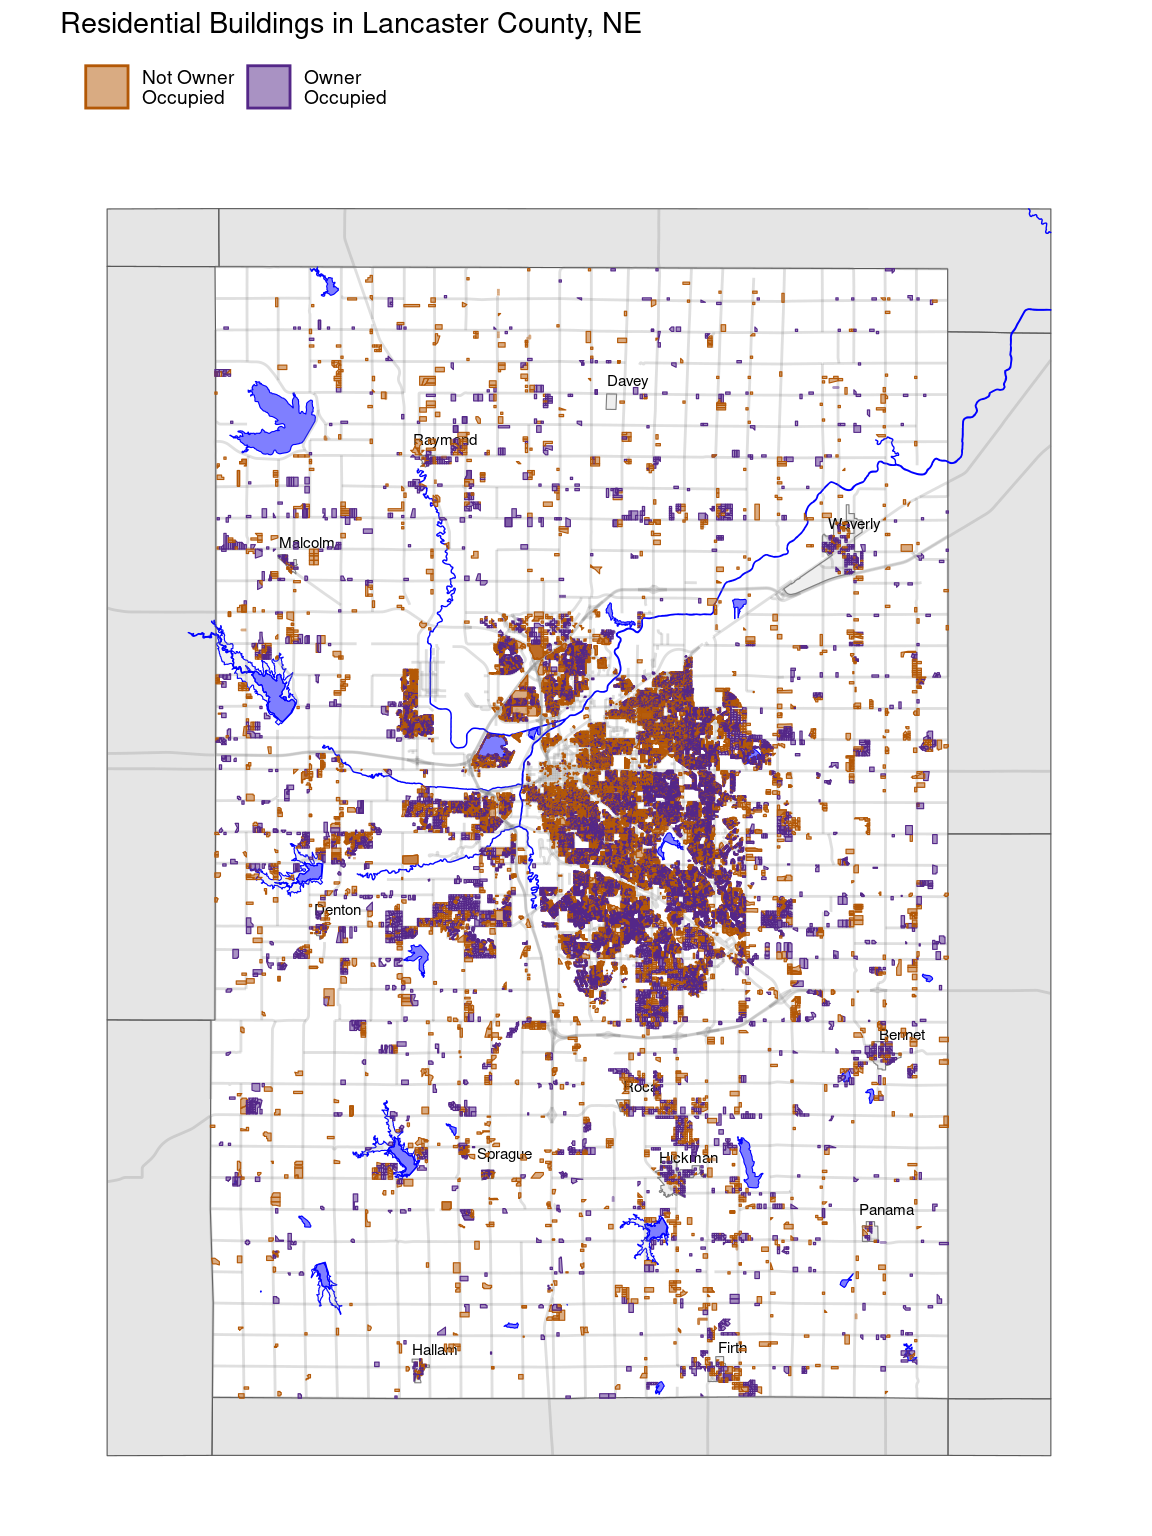 Residential Buildings in Lancaster County, NE
Not Owner
Occupied
Owner
Occupied
Davey
Raymond
Waverly
Malcolm
Denton
Bennet
Roca
Sprague
Hickman
Panama
Hallam
Firth